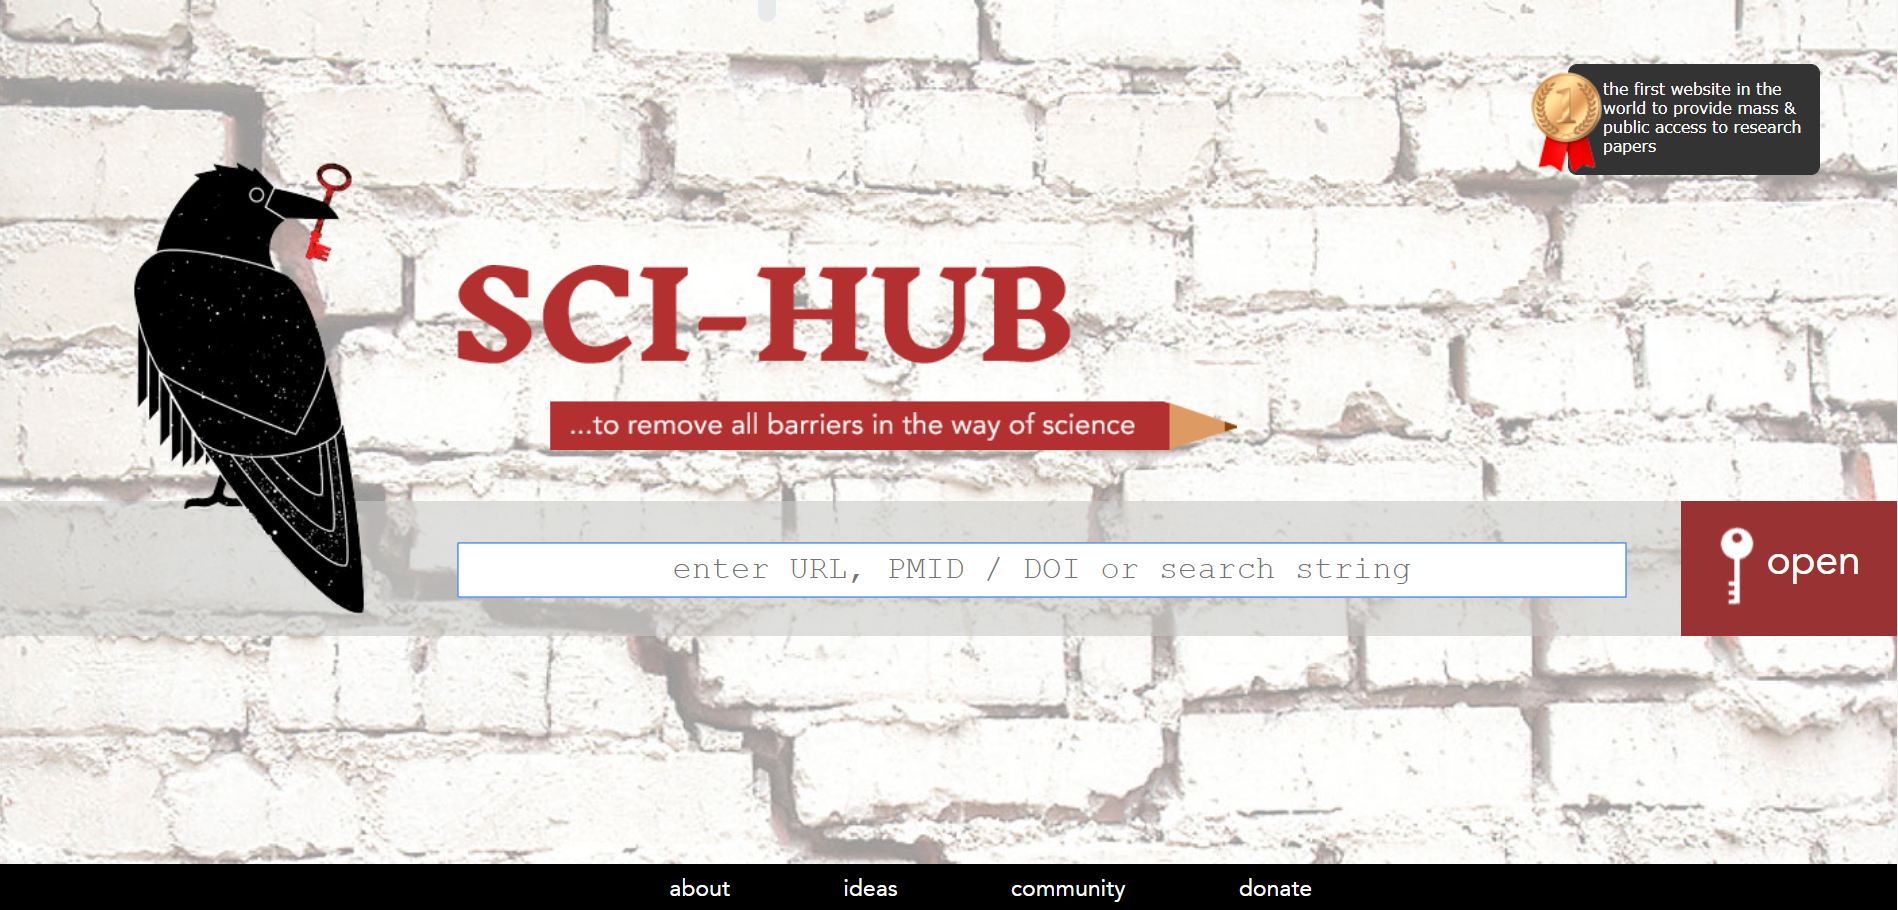 the first website in the
world to provide mass &
public access to research
papers
SCI-HUB
...to remove all barriers in the way of science
enter URL, PMID / DOI or search string
open
about
ideas
community
donate